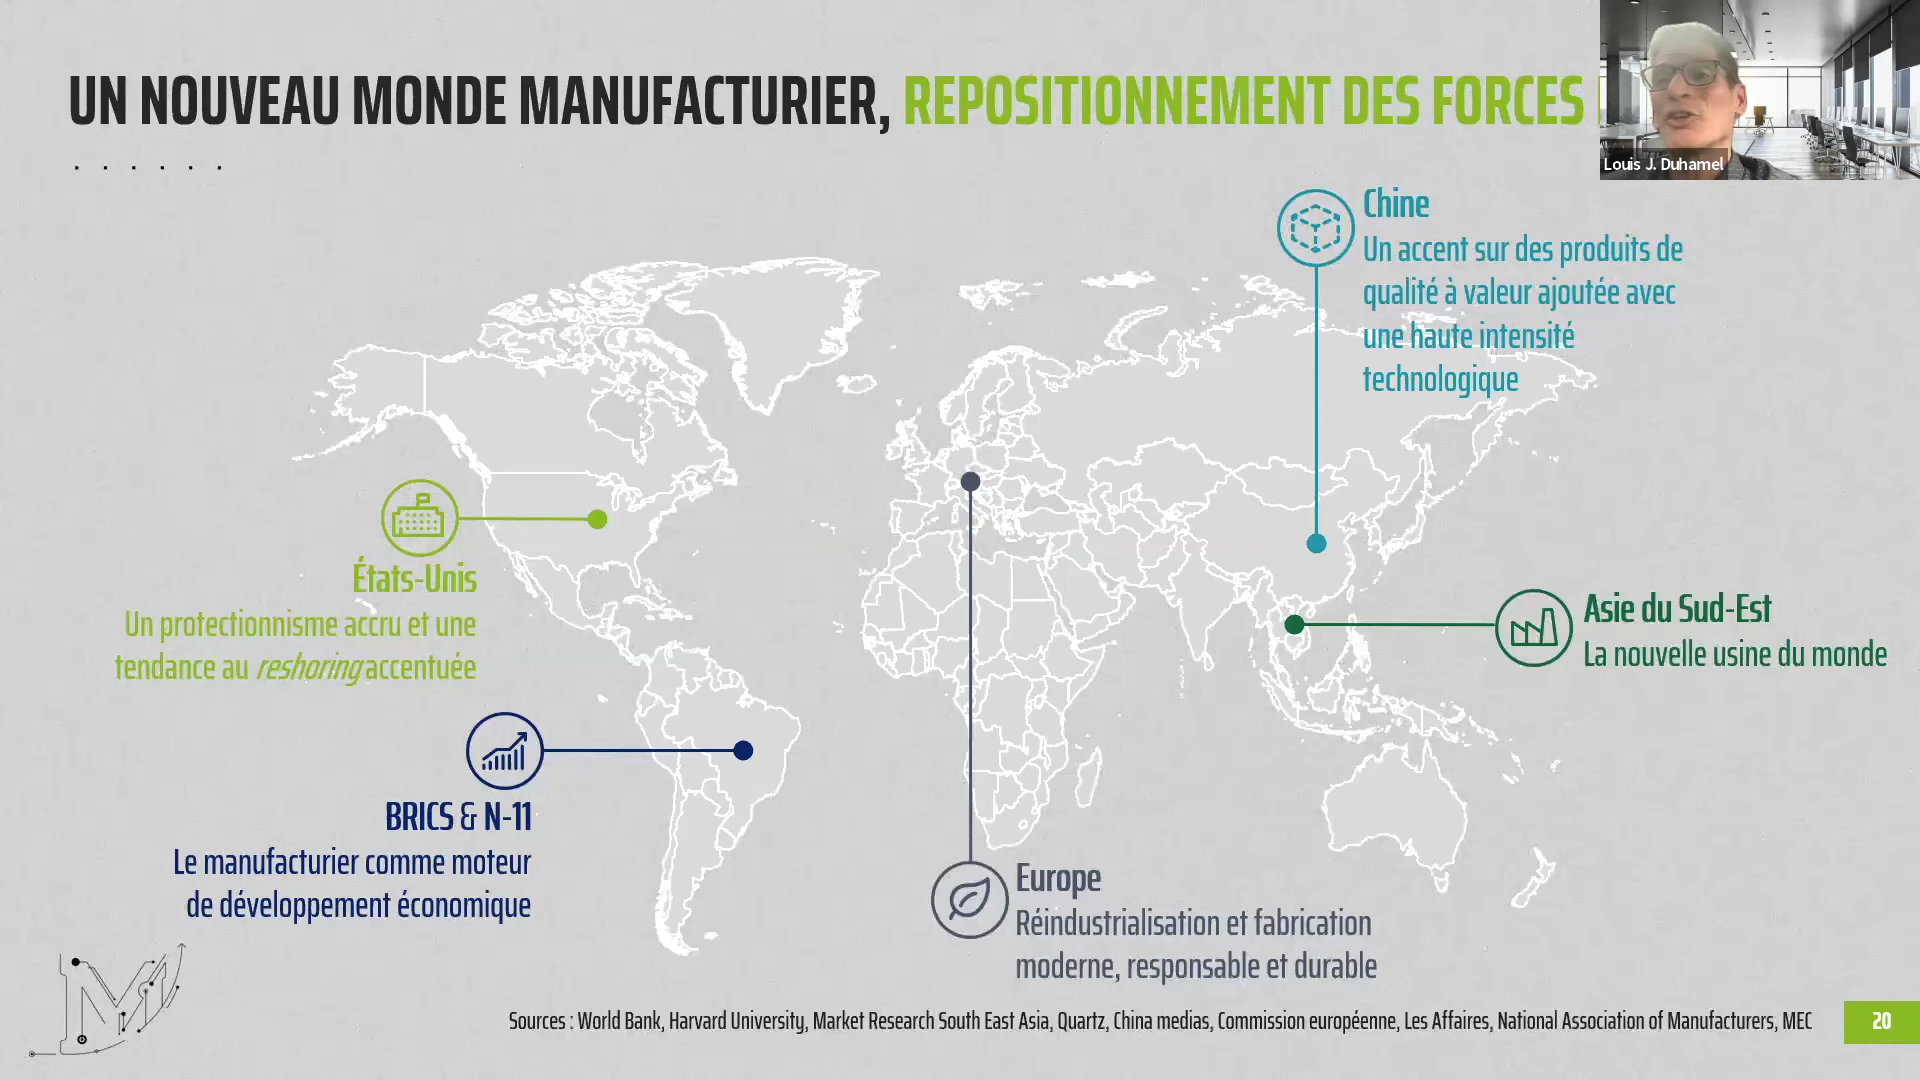 UN NOUVEAU MONDE MANUFACTURIER, REPOSITIONNEMENT DES FORCES
Louis J. Duhamel
Chine
Un accent sur des produits de
qualité à valeur ajoutée avec
une haute intensité
technologique
États-Unis
Un protectionnisme accru et une
tendance au reshoring accentuée
Asie du Sud-Est
La nouvelle usine du monde
BRICS & N-11
Le manufacturier comme moteur
de développement économique
Europe
Réindustrialisation et fabrication
moderne, responsable et durable
Sources : World Bank, Harvard University, Market Research South East Asia, Quartz, China medias, Commission européenne, Les Affaires, National Association of Manufacturers, MEC
20